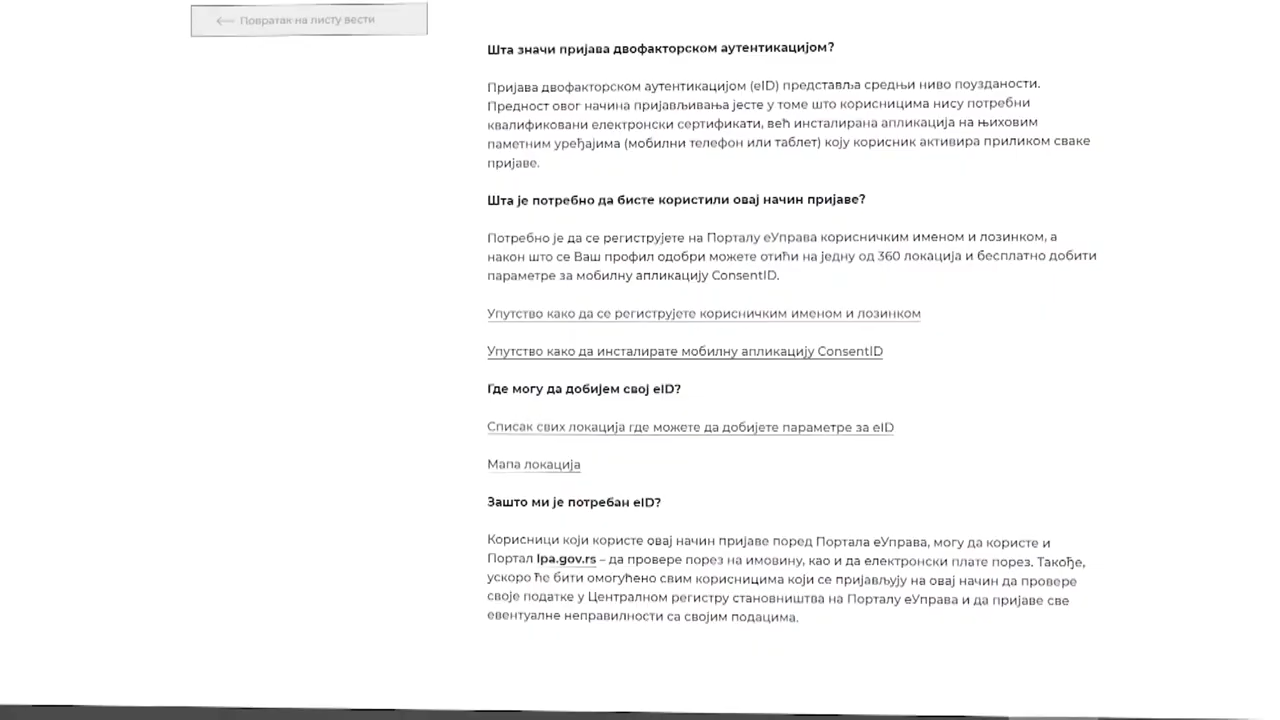 ← Повратак на листу вести
Шта значи пријава двофакторском аутентикацијом?
Пријава двофакторском аутентикацијом (eID) представља средњи ниво поузданости.
Предност овог начина пријављивања јесте у томе што корисницима нису потребни
квалификовани електронски сертификати, већ инсталирана апликација на њиховим
паметним уређајима (мобилни телефон или таблет) коју корисник активира приликом сваке
пријаве.
Шта је потребно да бисте користили овај начин пријаве?
Потребно је да се региструјете на Порталу еУправа корисничким именом и лозинком, а
након што се Ваш профил одобри можете отићи на једну од 360 локација и бесплатно добити
параметре за мобилну апликацију ConsentID.
Упутство како да се региструјете корисничким именом и лозинком
Упутство како да инсталирате мобилну апликацију ConsentID
Где могу да добијем свој eID?
Списак свих локација где можете да добијете параметре за eID
Мапа локација
Зашто ми је потребан eID?
Корисници који користе овај начин пријаве поред Портала еУправа, могу да користе и
Портал lpa.gov.rs – да провере порез на имовину, као и да електронски плате порез. Такође,
ускоро ће бити омогућено свим корисницима који се пријављују на овај начин да провере
своје податке у Централном регистру становништва на Порталу еУправа и да пријаве све
евентуалне неправилности са својим подацима.